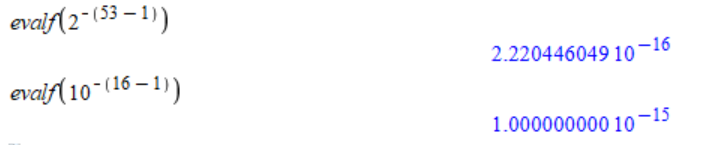 evalf(2^-(53 – 1))
2.220446049 10^-16
evalf(10^-(16 – 1))
1.000000000 10^-15